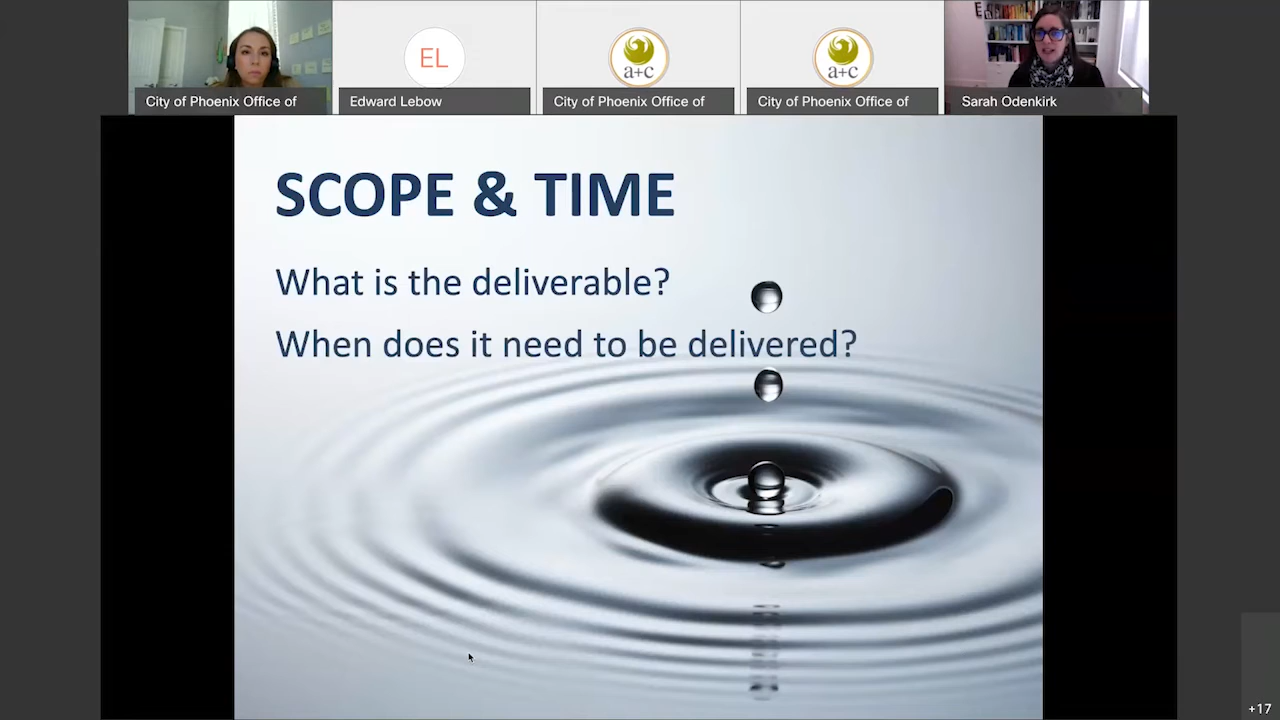 City of Phoenix Office of
EL
Edward Lebow
a+c
City of Phoenix Office of
a+c
City of Phoenix Office of
Sarah Odenkirk
SCOPE & TIME
What is the deliverable?
When does it need to be delivered?
+17